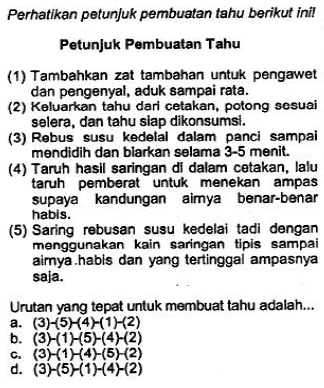 Perhatikan petunjuk pembuatan tahu berikut ini!
Petunjuk Pembuatan Tahu
(1) Tambahkan zat tambahan untuk pengawet
dan pengenyal, aduk sampai rata.
(2) Keluarkan tahu dari cetakan, potong sesuai
selera, dan tahu siap dikonsumsi.
(3) Rebus susu kedelai dalam panci sampai
mendidih dan biarkan selama 3-5 menit.
(4) Taruh hasil saringan di dalam cetakan, lalu
taruh pemberat untuk menekan ampas
supaya kandungan airnya benar-benar
habis.
(5) Saring rebusan susu kedelai tadi dengan
menggunakan kain saringan tipis sampai
airnya habis dan yang tertinggal ampasnya
saja.
Urutan yang tepat untuk membuat tahu adalah...
a. (3)-(5)-(4)-(1)-(2)
b. (3)-(1)-(5)-(4)-(2)
c. (3)-(1)-(4)-(5)-(2)
d. (3)-(5)-(1)-(4)-(2)